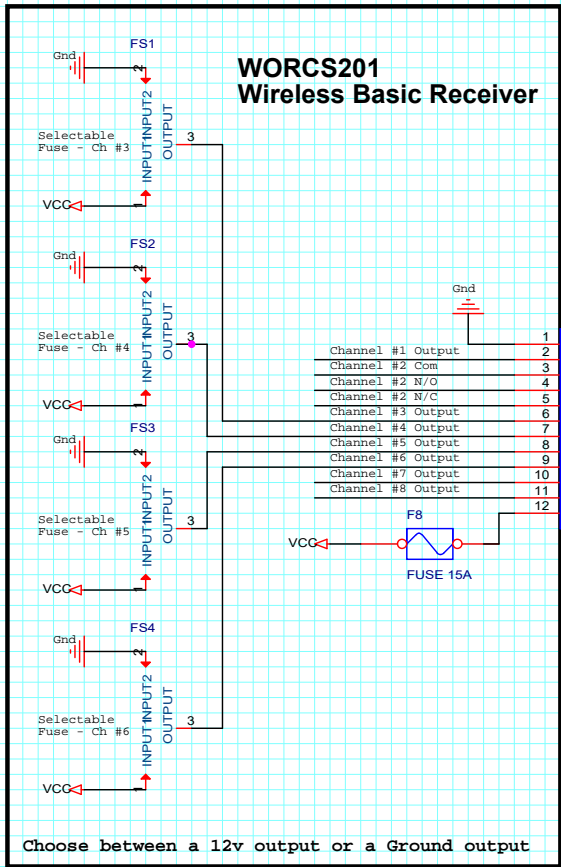 WORCS201
Wireless Basic Receiver
FS1
Gnd
2
INPUT1
INPUT2
OUTPUT
3
Selectable
Fuse - Ch #3
VCC
1
FS2
Gnd
2
INPUT1
INPUT2
OUTPUT
3
Selectable
Fuse - Ch #4
VCC
1
FS3
Gnd
2
INPUT1
INPUT2
OUTPUT
3
Selectable
Fuse - Ch #5
VCC
1
FS4
Gnd
2
INPUT1
INPUT2
OUTPUT
3
Selectable
Fuse - Ch #6
VCC
1
Gnd
1
Channel #1 Output
2
Channel #2 Com
3
Channel #2 N/O
4
Channel #2 N/C
5
Channel #3 Output
6
Channel #4 Output
7
Channel #5 Output
8
Channel #6 Output
9
Channel #7 Output
10
Channel #8 Output
11
12
F8
VCC
FUSE 15A
Choose between a 12v output or a Ground output